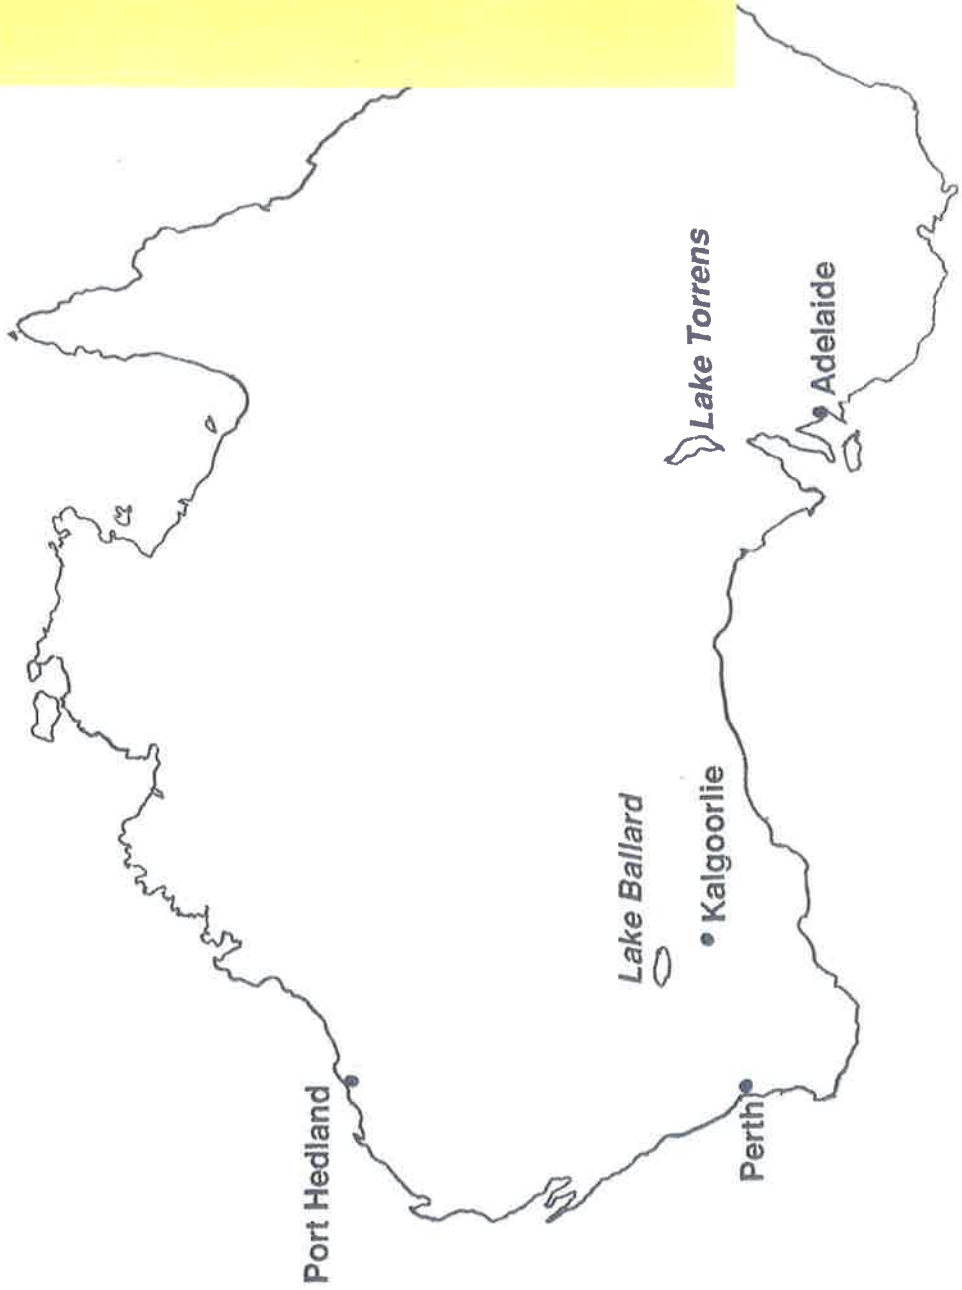 Port Hedland
Lake Ballard
Kalgoorlie
Perth
Lake Torrens
Adelaide